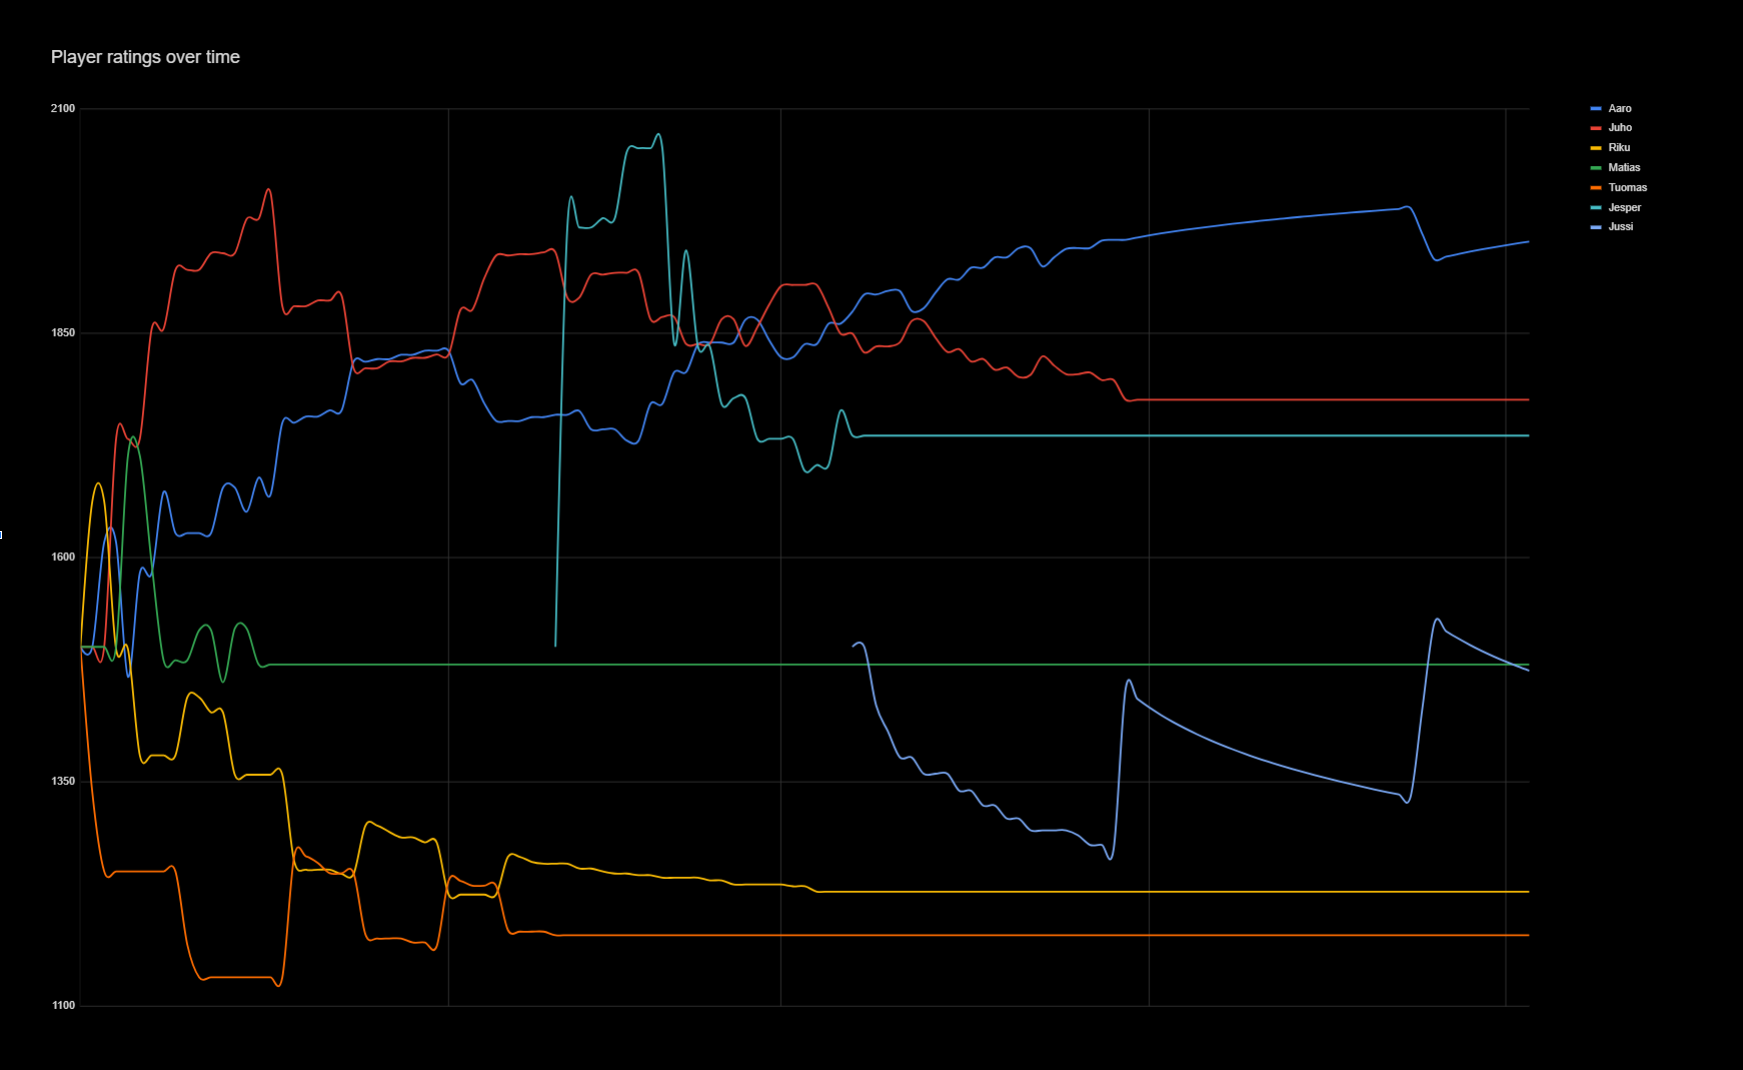 Player ratings over time
2100
1850
1600
1350
1100
Aaro
Juho
Riku
Matias
Tuomas
Jesper
Jussi